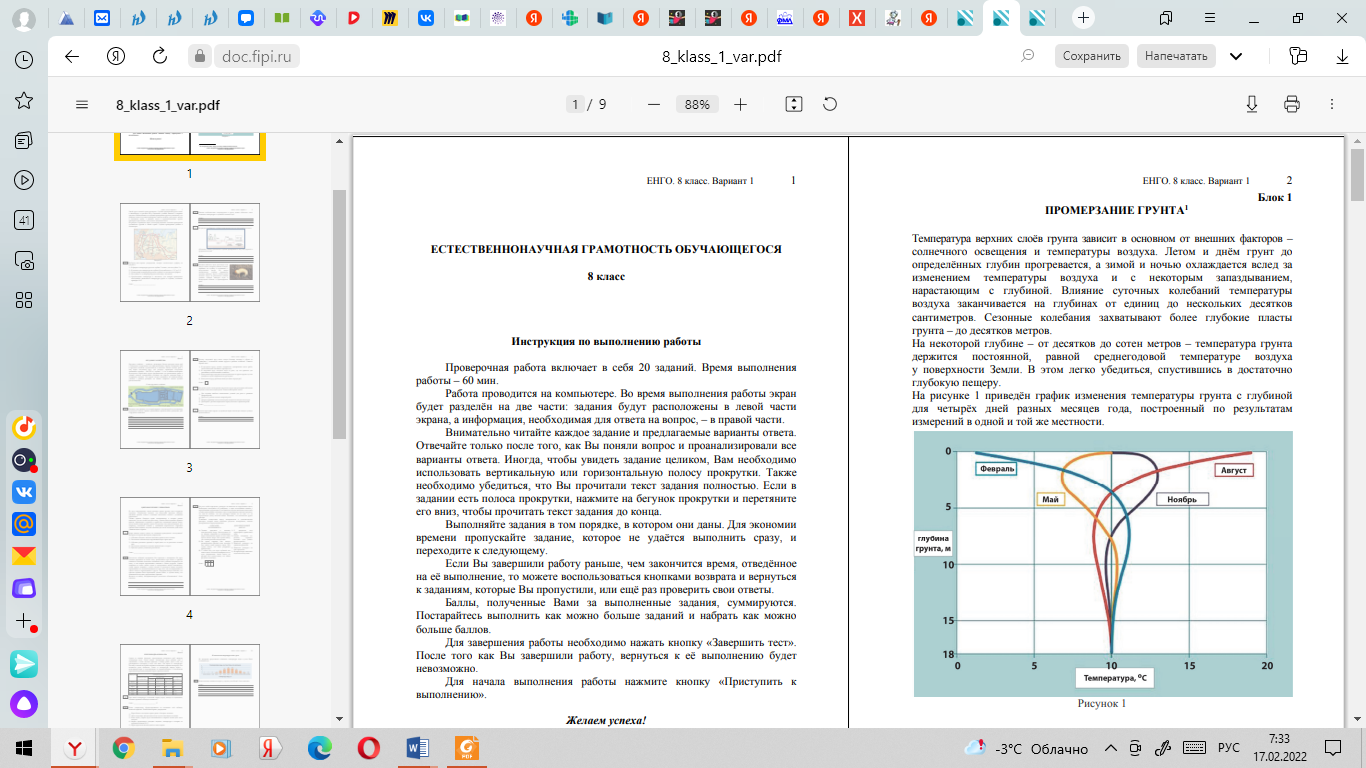 doc.fipi.ru
8_klass_1_var.pdf
Сохранить
Напечатать
8_klass_1_var.pdf
1 / 9
88%
41
1
2
3
4
ЕНГО. 8 класс. Вариант 1 1
ЕСТЕСТВЕННОНАУЧНАЯ ГРАМОТНОСТЬ ОБУЧАЮЩЕГОСЯ
8 класс
Инструкция по выполнению работы
Проверочная работа включает в себя 20 заданий. Время выполнения
работы – 60 мин.
Работа проводится на компьютере. Во время выполнения работы экран
будет разделён на две части: задания будут расположены в левой части
экрана, а информация, необходимая для ответа на вопрос, – в правой части.
Внимательно читайте каждое задание и предлагаемые варианты ответа.
Отвечайте только после того, как Вы поняли вопрос и проанализировали все
варианты ответа. Иногда, чтобы увидеть задание целиком, Вам необходимо
использовать вертикальную или горизонтальную полосу прокрутки. Также
необходимо убедиться, что Вы прочитали текст задания полностью. Если в
задании есть полоса прокрутки, нажмите на бегунок прокрутки и перетяните
его вниз, чтобы прочитать текст задания до конца.
Выполняйте задания в том порядке, в котором они даны. Для экономии
времени пропускайте задание, которое не удаётся выполнить сразу, и
переходите к следующему.
Если Вы завершили работу раньше, чем закончится время, отведённое
на её выполнение, то можете воспользоваться кнопками возврата и вернуться
к заданиям, которые Вы пропустили, или ещё раз проверить свои ответы.
Баллы, полученные Вами за выполненные задания, суммируются.
Постарайтесь выполнить как можно больше заданий и набрать как можно
больше баллов.
Для завершения работы необходимо нажать кнопку «Завершить тест».
После того как Вы завершили работу, вернуться к её выполнению будет
невозможно.
Для начала выполнения работы нажмите кнопку «Приступить к
выполнению».
Желаем успеха!
ЕНГО. 8 класс. Вариант 1 2
Блок 1
ПРОМЕРЗАНИЕ ГРУНТА¹
Температура верхних слоёв грунта зависит в основном от внешних факторов –
солнечного освещения и температуры воздуха. Летом и днём грунт до
определённых глубин прогревается, а зимой и ночью охлаждается вслед за
изменением температуры воздуха и с некоторым запаздыванием,
нарастающим с глубиной. Влияние суточных колебаний температуры
воздуха заканчивается на глубинах от единиц до нескольких десятков
сантиметров. Сезонные колебания захватывают более глубокие пласты
грунта – до десятков метров.
На некоторой глубине – от десятков до сотен метров – температура грунта
держится постоянной, равной среднегодовой температуре воздуха
у поверхности Земли. В этом легко убедиться, спустившись в достаточно
глубокую пещеру.
На рисунке 1 приведён график изменения температуры грунта с глубиной
для четырёх дней разных месяцев года, построенный по результатам
измерений в одной и той же местности.
0
Февраль
Август
Май
Ноябрь
5
глубина
грунта, м
10
15
18
0 5 10 15 20
Температура, ⁰С
Рисунок 1
-3°C Облачно
РУС
7:33
17.02.2022